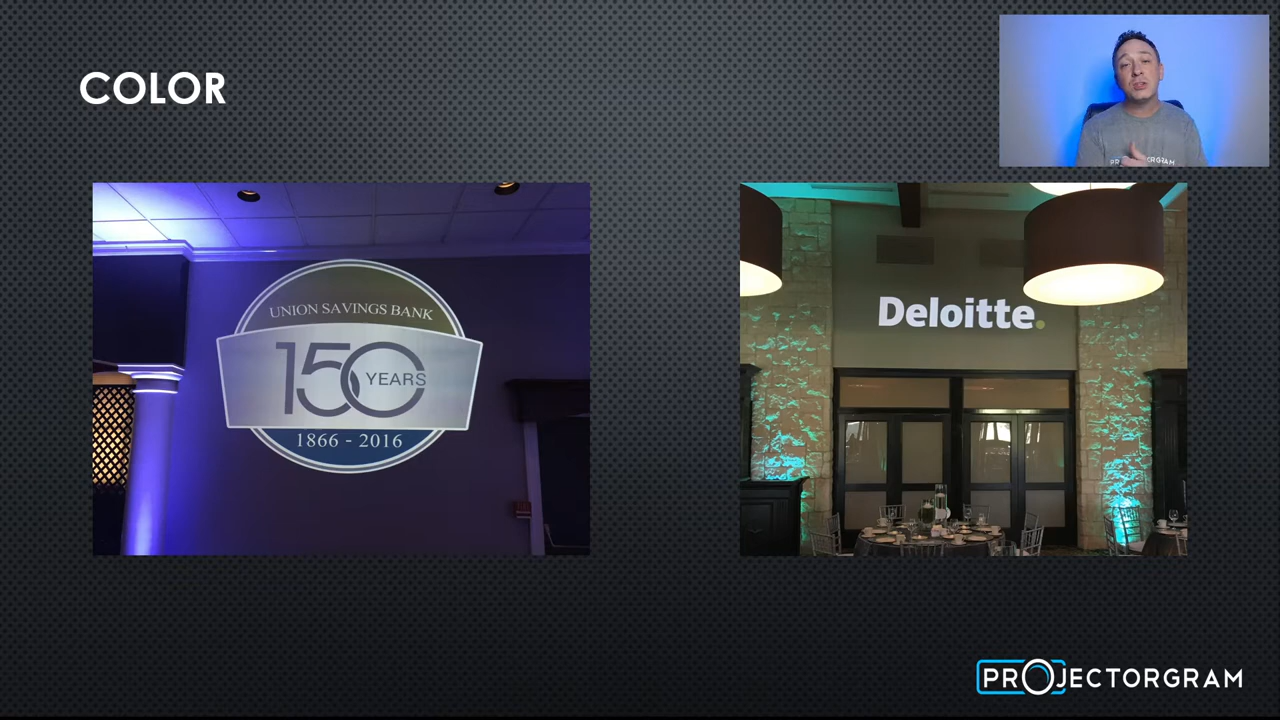 COLOR
UNION SAVINGS BANK
150 YEARS
1866 - 2016
Deloitte.
PROJECTORGRAM